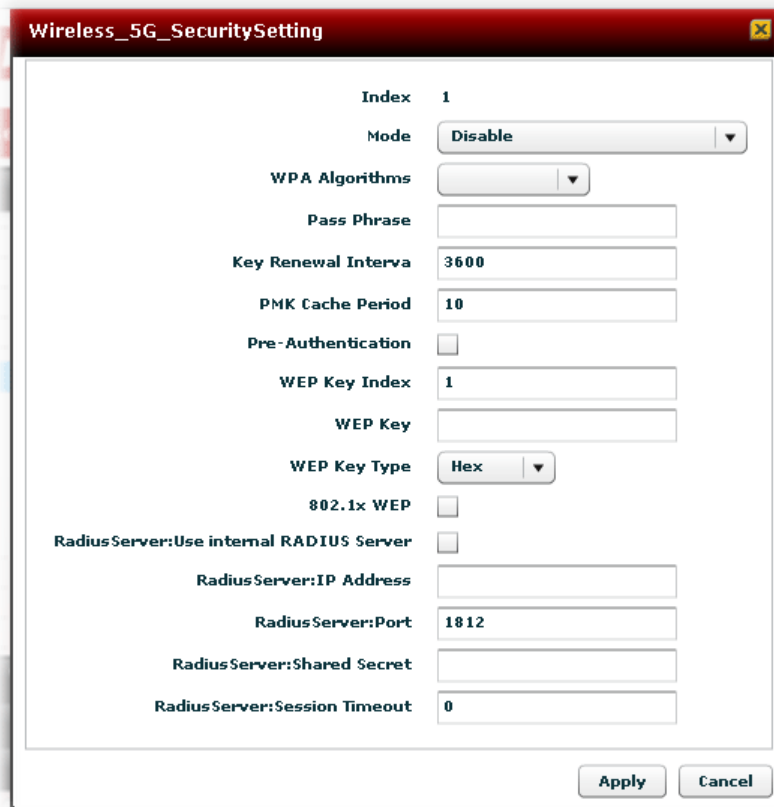 Wireless_5G_SecuritySetting
Index 1
Mode Disable
WPA Algorithms
Pass Phrase
Key Renewal Interva 3600
PMK Cache Period 10
Pre-Authentication
WEP Key Index 1
WEP Key
WEP Key Type Hex
802.1x WEP
RadiusServer:Use internal RADIUS Server
RadiusServer:IP Address
RadiusServer:Port 1812
RadiusServer:Shared Secret
RadiusServer:Session Timeout 0
Apply Cancel